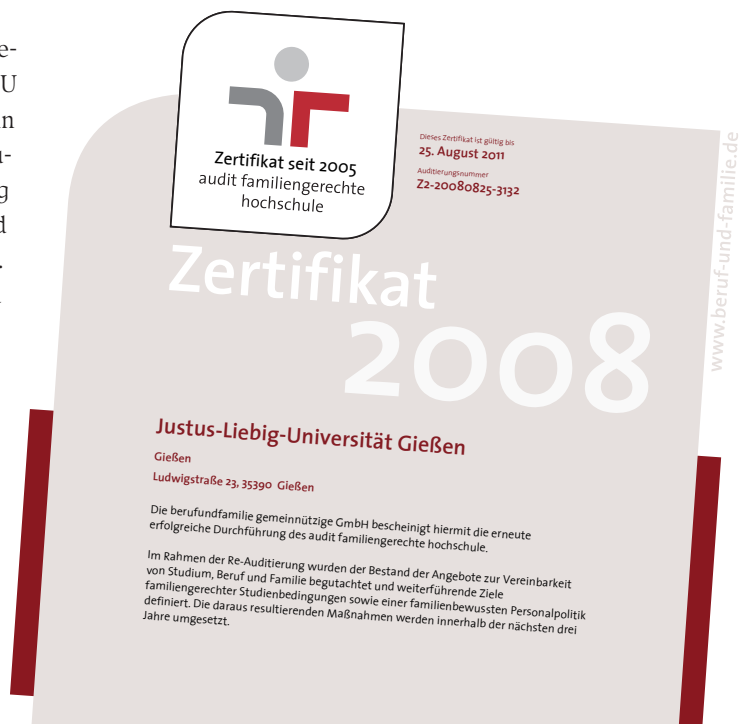 e-
U
n
u-
g
d
.
Zertifikat seit 2005
audit familiengerechte
hochschule
Dieses Zertifikat ist gültig bis
25. August 2011
Auditierungsnummer
Z2-20080825-3132
www.beruf-und-familie.de
Zertifikat
2008
Justus-Liebig-Universität Gießen
Gießen
Ludwigstraße 23, 35390 Gießen
Die berufundfamilie gemeinnützige GmbH bescheinigt hiermit die erneute
erfolgreiche Durchführung des audit familiengerechte hochschule.
Im Rahmen der Re-Auditierung wurden der Bestand der Angebote zur Vereinbarkeit
von Studium, Beruf und Familie begutachtet und weiterführende Ziele
familiengerechter Studienbedingungen sowie einer familienbewussten Personalpolitik
definiert. Die daraus resultierenden Maßnahmen werden innerhalb der nächsten drei
Jahre umgesetzt.